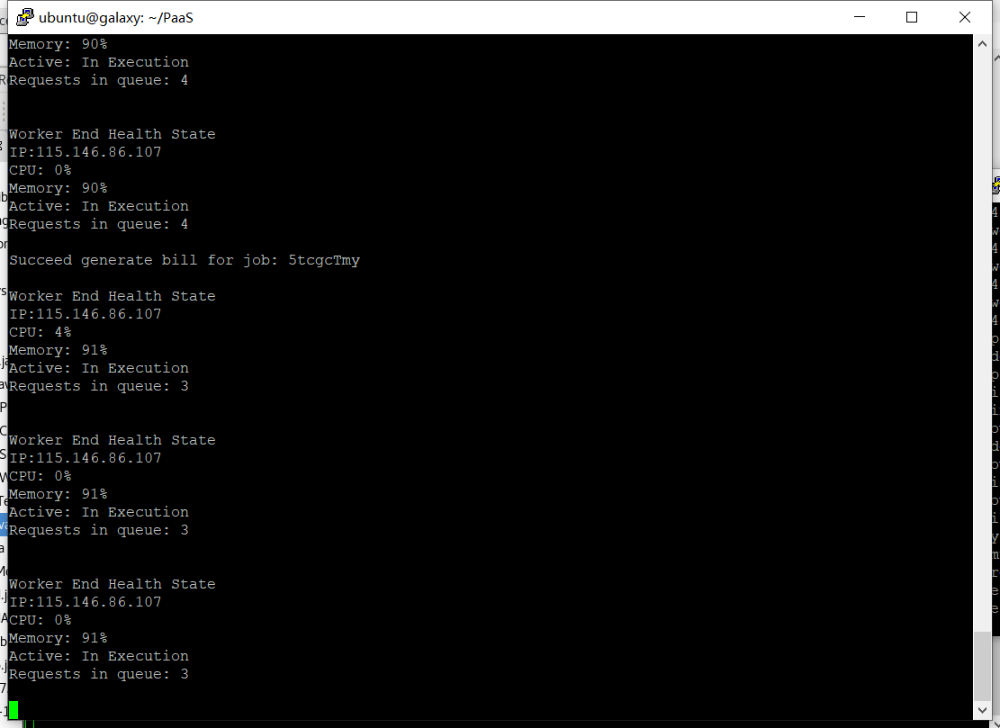 ubuntu@galaxy: ~/PaaS
Memory: 90%
Active: In Execution
Requests in queue: 4
Worker End Health State
IP:115.146.86.107
CPU: 0%
Memory: 90%
Active: In Execution
Requests in queue: 4
Succeed generate bill for job: 5tcgcTmy
Worker End Health State
IP:115.146.86.107
CPU: 4%
Memory: 91%
Active: In Execution
Requests in queue: 3
Worker End Health State
IP:115.146.86.107
CPU: 0%
Memory: 91%
Active: In Execution
Requests in queue: 3
Worker End Health State
IP:115.146.86.107
CPU: 0%
Memory: 91%
Active: In Execution
Requests in queue: 3